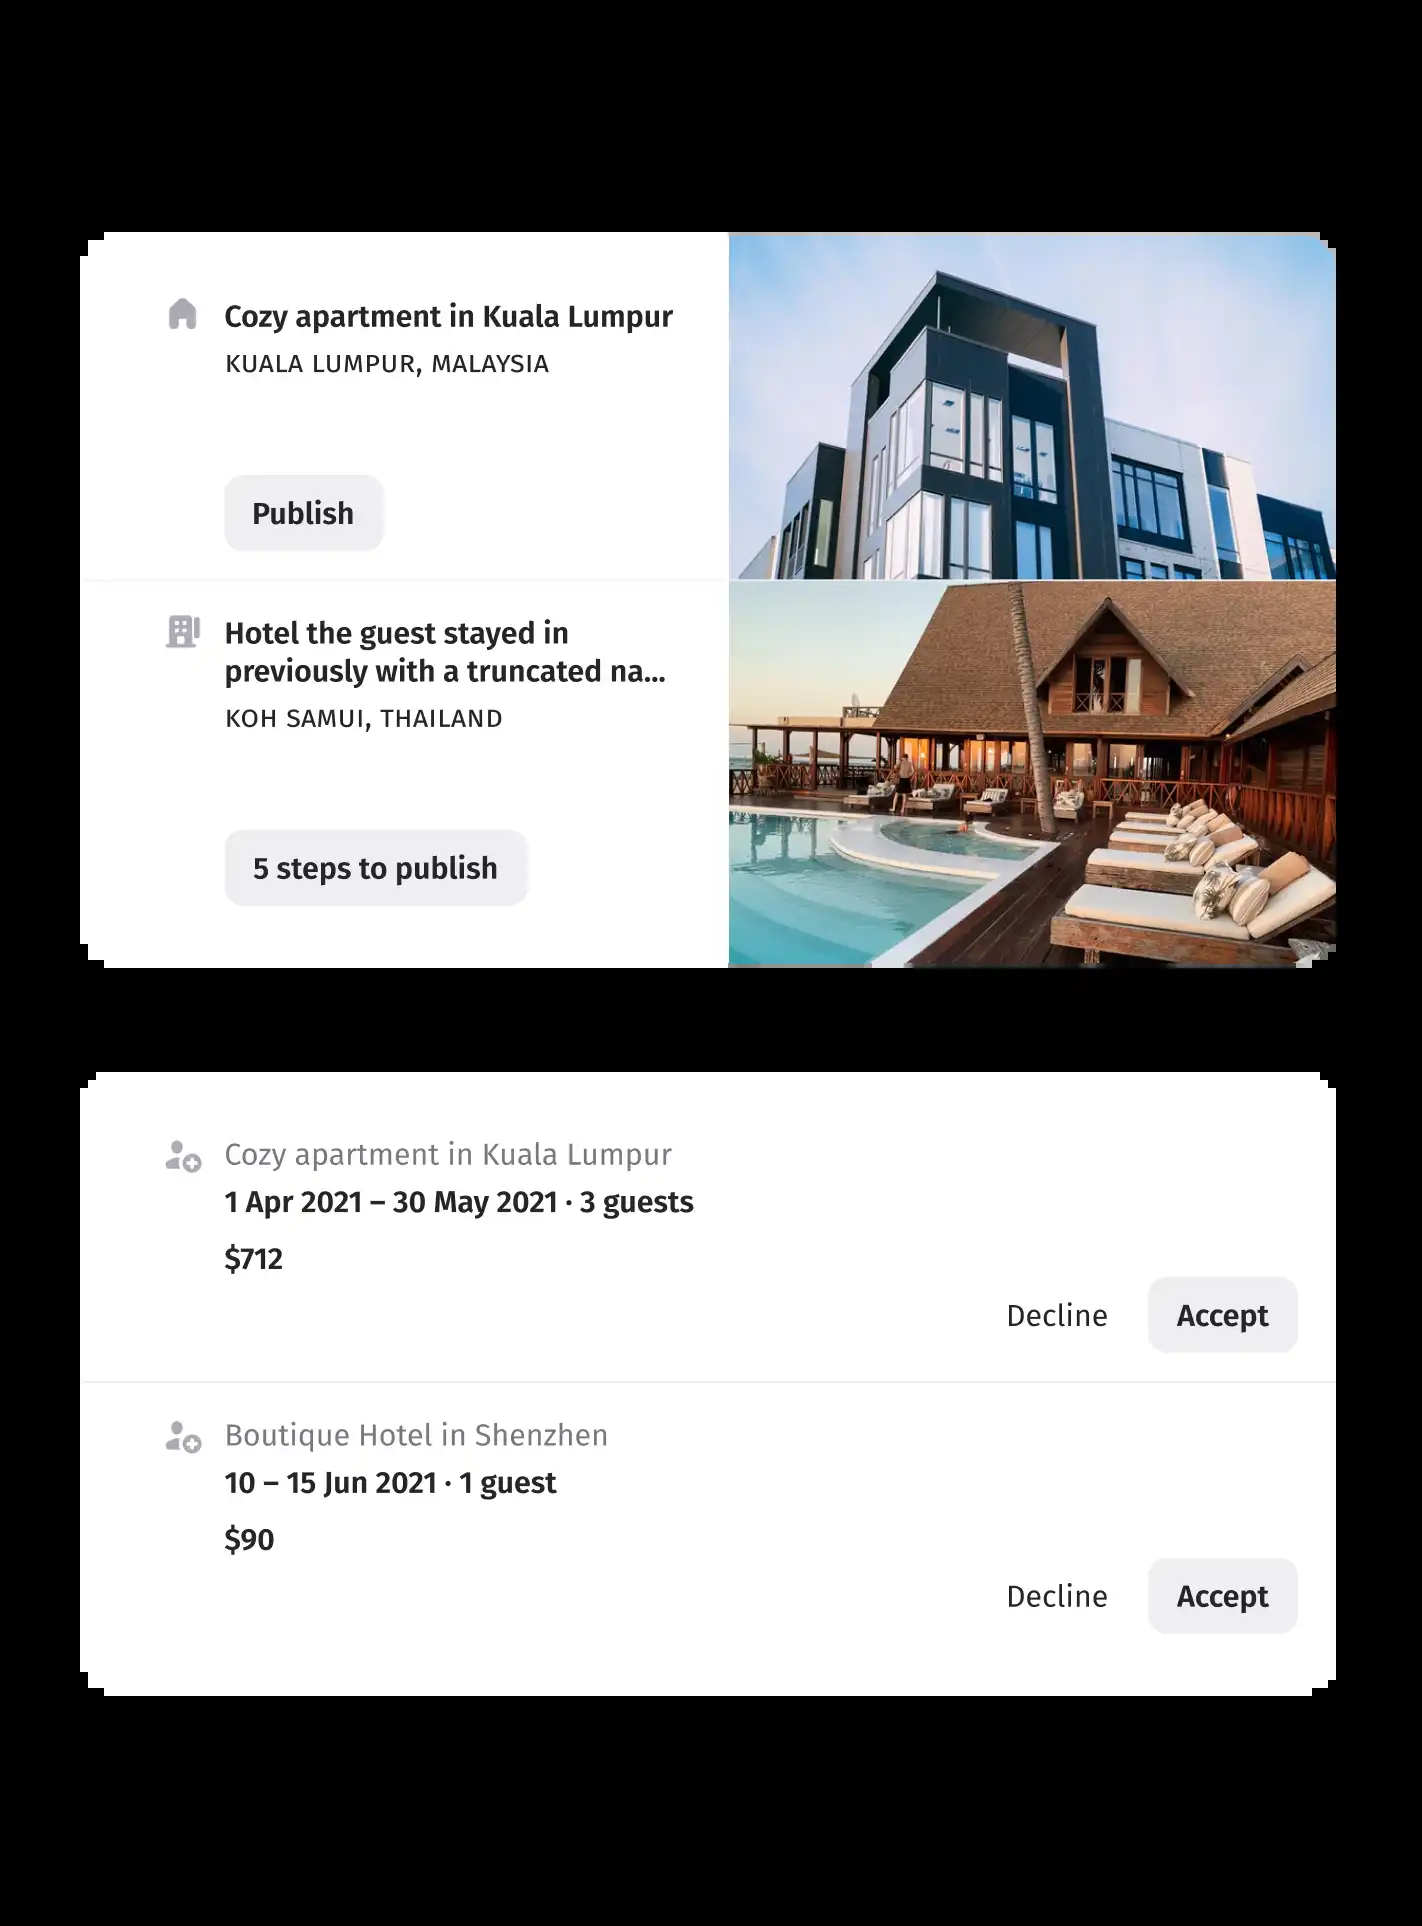 Cozy apartment in Kuala Lumpur
KUALA LUMPUR, MALAYSIA
Publish
Hotel the guest stayed in
previously with a truncated na...
KOH SAMUI, THAILAND
5 steps to publish
Cozy apartment in Kuala Lumpur
1 Apr 2021 – 30 May 2021 · 3 guests
$712
Decline Accept
Boutique Hotel in Shenzhen
10 – 15 Jun 2021 · 1 guest
$90
Decline Accept